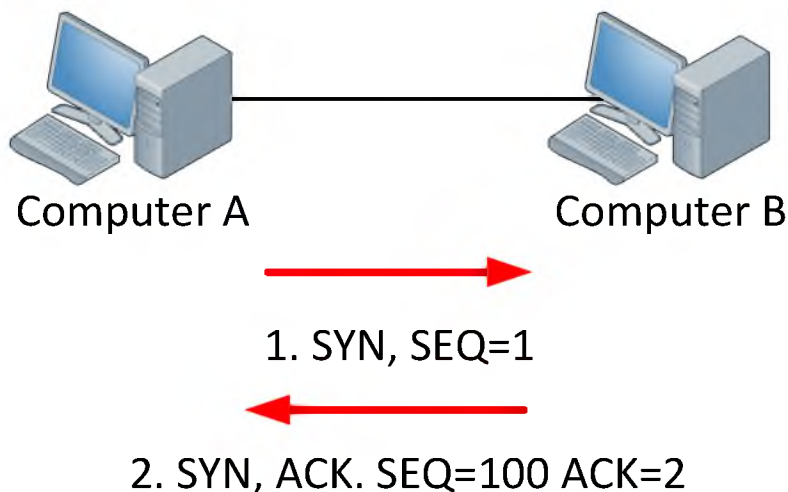 Computer A
Computer B
1. SYN, SEQ=1
2. SYN, ACK. SEQ=100 ACK=2